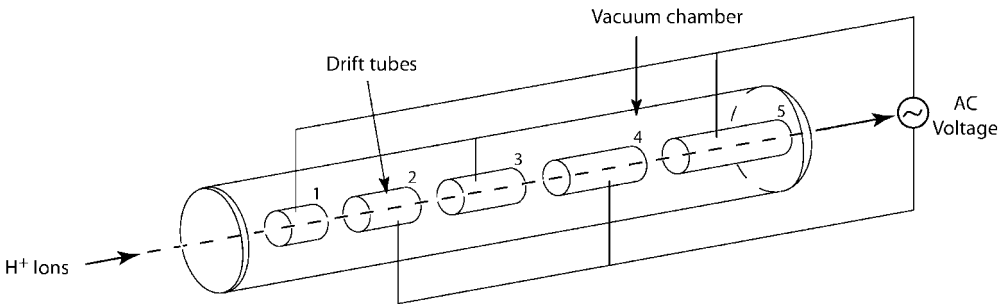 Vacuum chamber
Drift tubes
AC
Voltage
5
4
3
2
1
H⁺ Ions